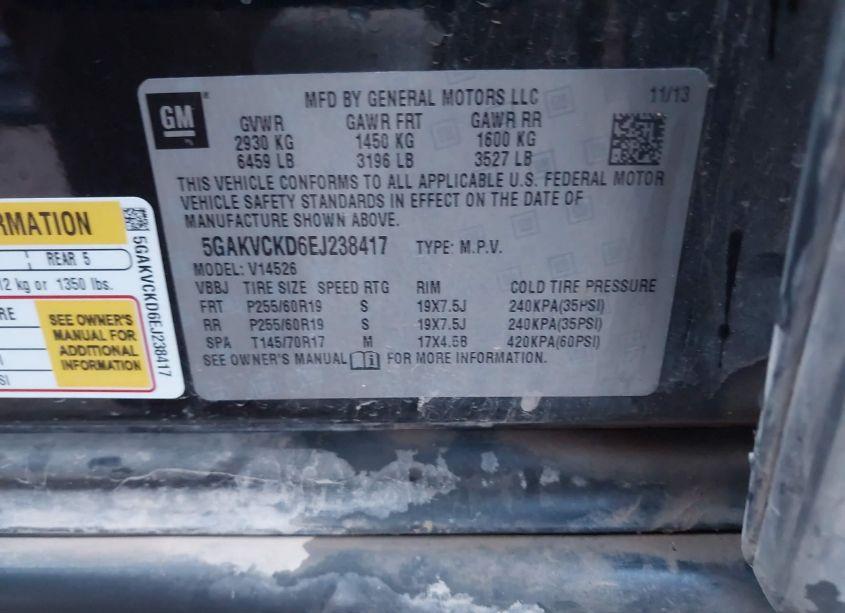 GM
MFD BY GENERAL MOTORS LLC 11/13
GVWR GAWR FRT GAWR RR
2930 KG 1450 KG 1600 KG
6459 LB 3196 LB 3527 LB
THIS VEHICLE CONFORMS TO ALL APPLICABLE U.S. FEDERAL MOTOR
VEHICLE SAFETY STANDARDS IN EFFECT ON THE DATE OF
MANUFACTURE SHOWN ABOVE.
5GAKVCKD6EJ238417 TYPE: M.P.V.
MODEL: V14526
VBBJ TIRE SIZE SPEED RTG RIM COLD TIRE PRESSURE
FRT P255/60R19 S 19X7.5J 240KPA(35PSI)
RR P255/60R19 S 19X7.5J 240KPA(35PSI)
SPA T145/70R17 M 17X4.5B 420KPA(60PSI)
SEE OWNER'S MANUAL FOR MORE INFORMATION.
RMATION
REAR 5
2 kg or 1350 lbs.
RE
SEE OWNER'S
MANUAL FOR
ADDITIONAL
INFORMATION
SI
5GAKVCKD6EJ238417